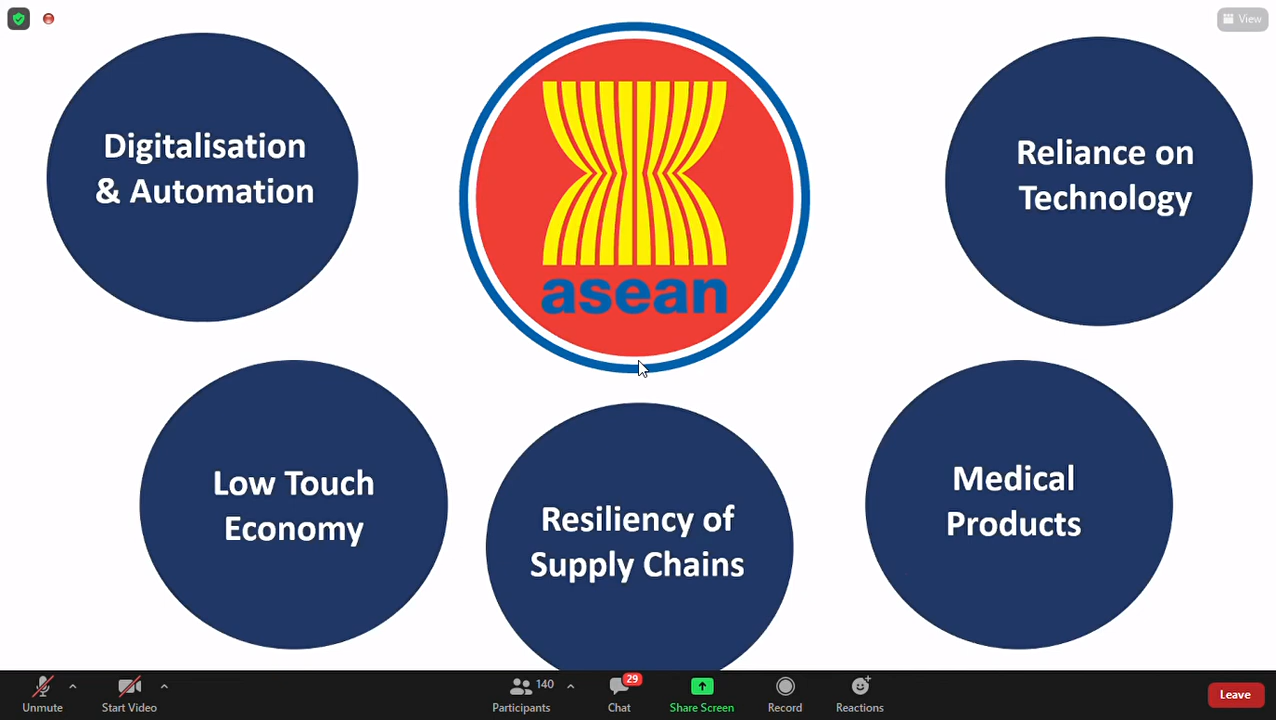 View
Digitalisation
& Automation
asean
Reliance on
Technology
Low Touch
Economy
Resiliency of
Supply Chains
Medical
Products
Unmute
Start Video
140
Participants
29
Chat
Share Screen
Record
Reactions
Leave